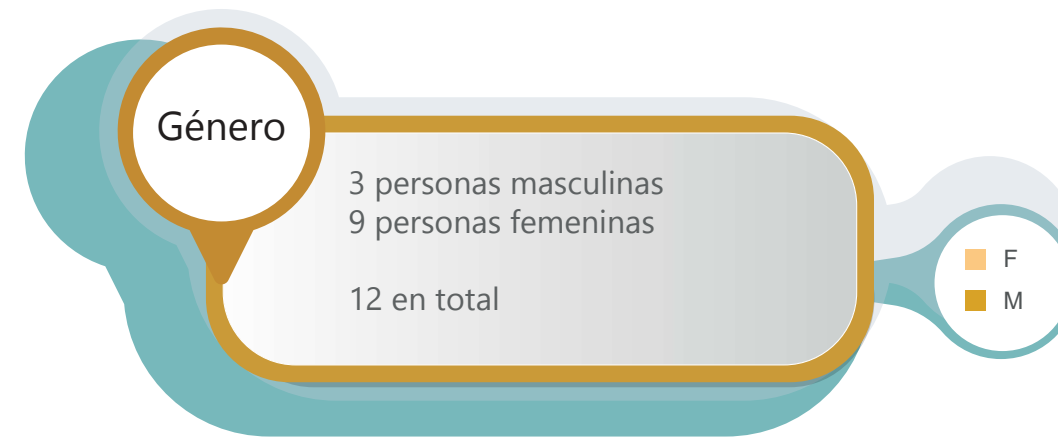 Género
3 personas masculinas
9 personas femeninas
12 en total
F
M